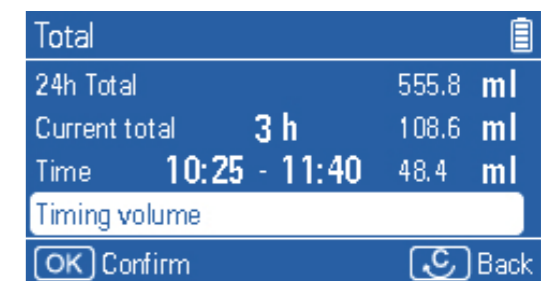 Total
24h Total 555.8 ml
Current total 3 h 108.6 ml
Time 10:25 - 11:40 48.4 ml
Timing volume
OK Confirm C Back